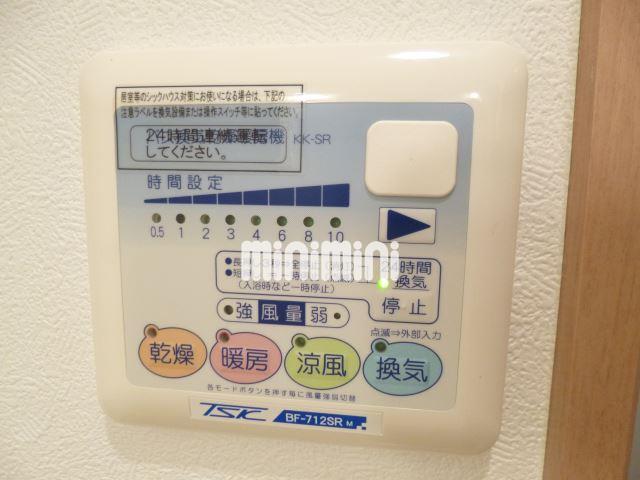 居室等のシックハウス対策にお使いになる場合は、下記の
注意ラベルを換気設備または操作スイッチ等に貼ってください。
24時間連続運転
してください。
機 KK-SR
時間設定
0.5 1 2 3 4 6 8 10
minimini
24時間
換気
(入浴時など一時停止)
停止
強 風量 弱
点滅⇒外部入力
乾燥 暖房 涼風 換気
各モードボタンを押す毎に風量強弱切替
TSK BF-712SR M